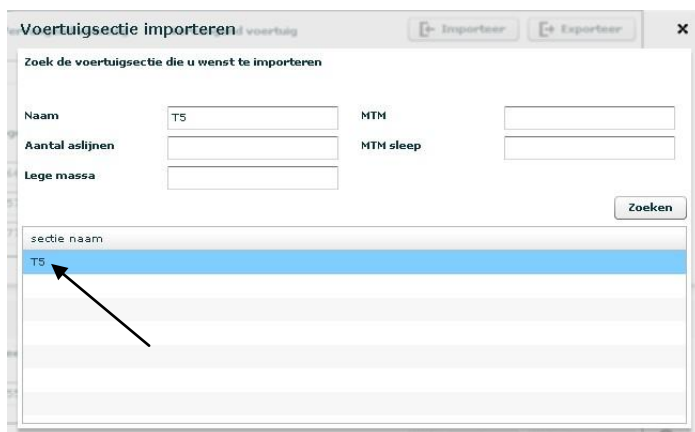 Voertuigsectie importeren
voertuig
Importeer
Exporteer
Zoek de voertuigsectie die u wenst te importeren
Naam T5 MTM
Aantal aslijnen MTM sleep
Lege massa
Zoeken
sectie naam
T5